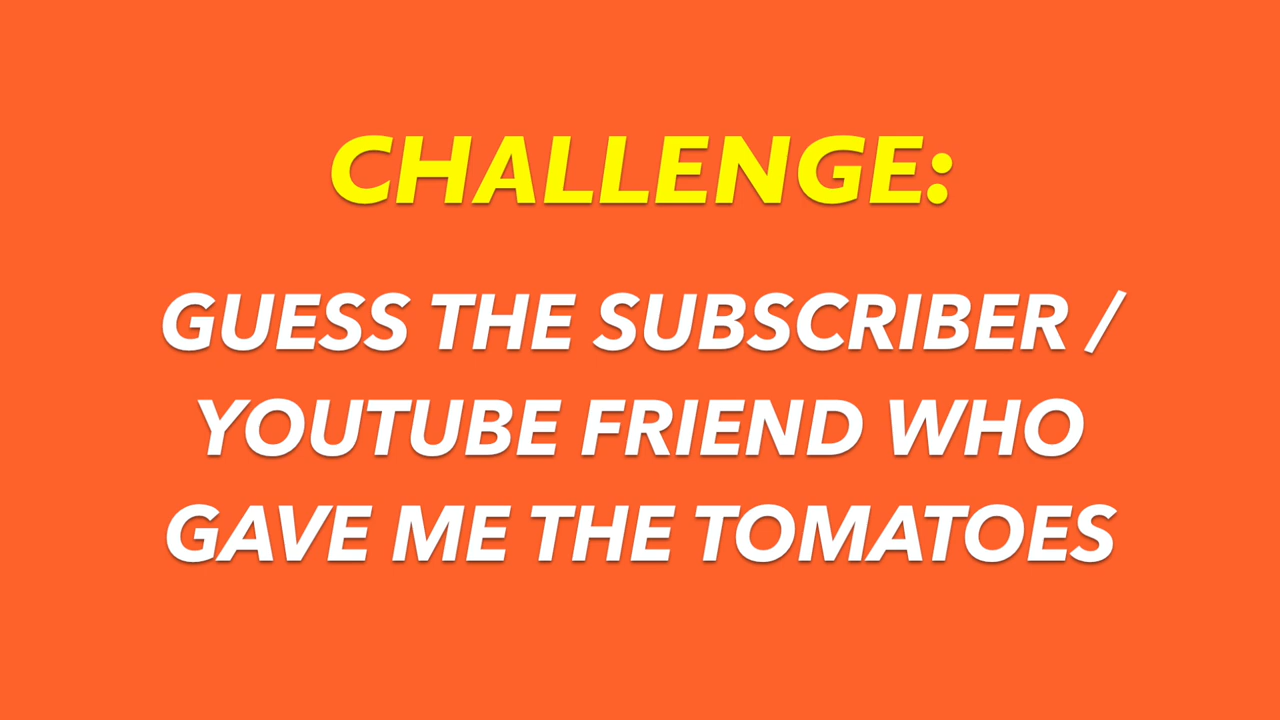 CHALLENGE:
GUESS THE SUBSCRIBER /
YOUTUBE FRIEND WHO
GAVE ME THE TOMATOES